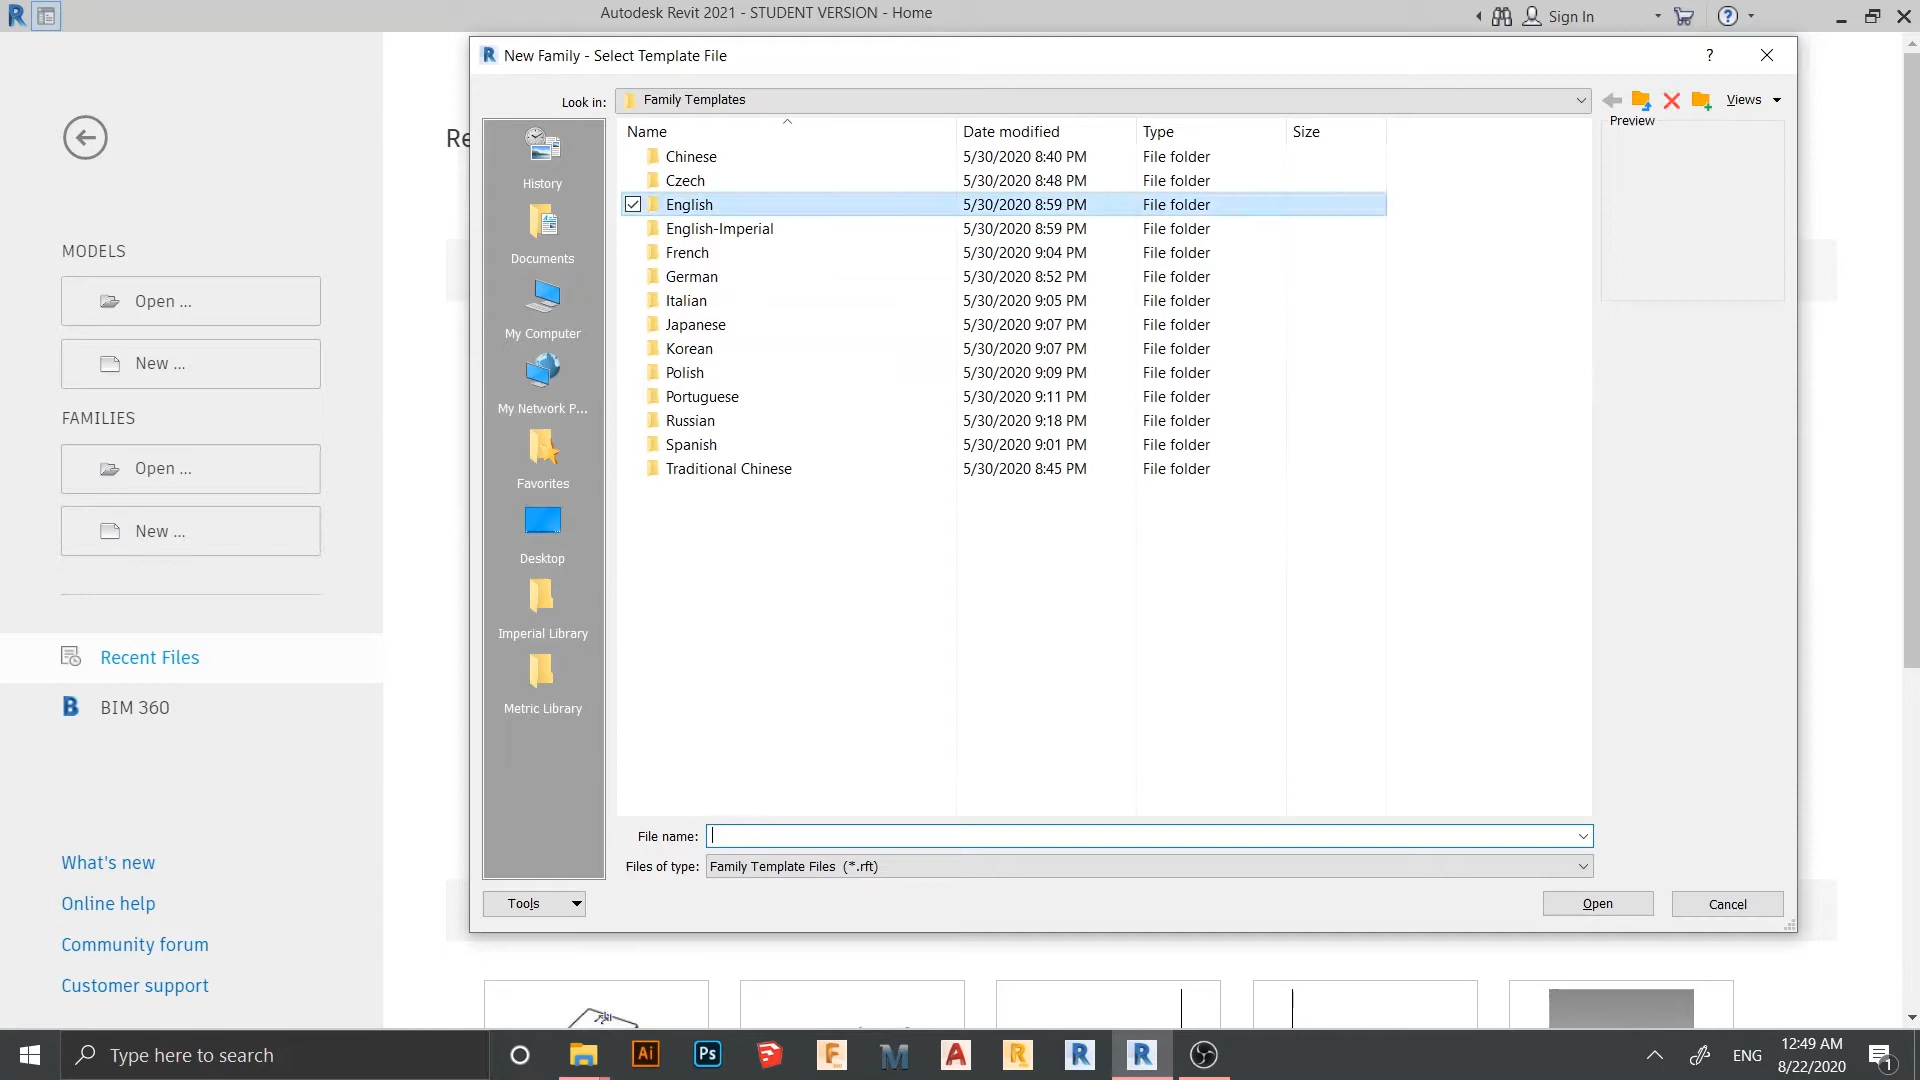 Autodesk Revit 2021 - STUDENT VERSION - Home
Sign In
New Family - Select Template File
Look in:
Family Templates
Views
Preview
Name
Date modified
Type
Size
Chinese 5/30/2020 8:40 PM File folder
Czech 5/30/2020 8:48 PM File folder
English 5/30/2020 8:59 PM File folder
English-Imperial 5/30/2020 8:59 PM File folder
French 5/30/2020 9:04 PM File folder
German 5/30/2020 8:52 PM File folder
Italian 5/30/2020 9:05 PM File folder
Japanese 5/30/2020 9:07 PM File folder
Korean 5/30/2020 9:07 PM File folder
Polish 5/30/2020 9:09 PM File folder
Portuguese 5/30/2020 9:11 PM File folder
Russian 5/30/2020 9:18 PM File folder
Spanish 5/30/2020 9:01 PM File folder
Traditional Chinese 5/30/2020 8:45 PM File folder
History
Documents
My Computer
My Network P...
Favorites
Desktop
Imperial Library
Metric Library
File name:
Files of type: Family Template Files (*.rft)
Tools
Open
Cancel
Re
MODELS
Open ...
New ...
FAMILIES
Open ...
New ...
Recent Files
B BIM 360
What's new
Online help
Community forum
Customer support
Type here to search
Ai
Ps
ENG
12:49 AM
8/22/2020
1